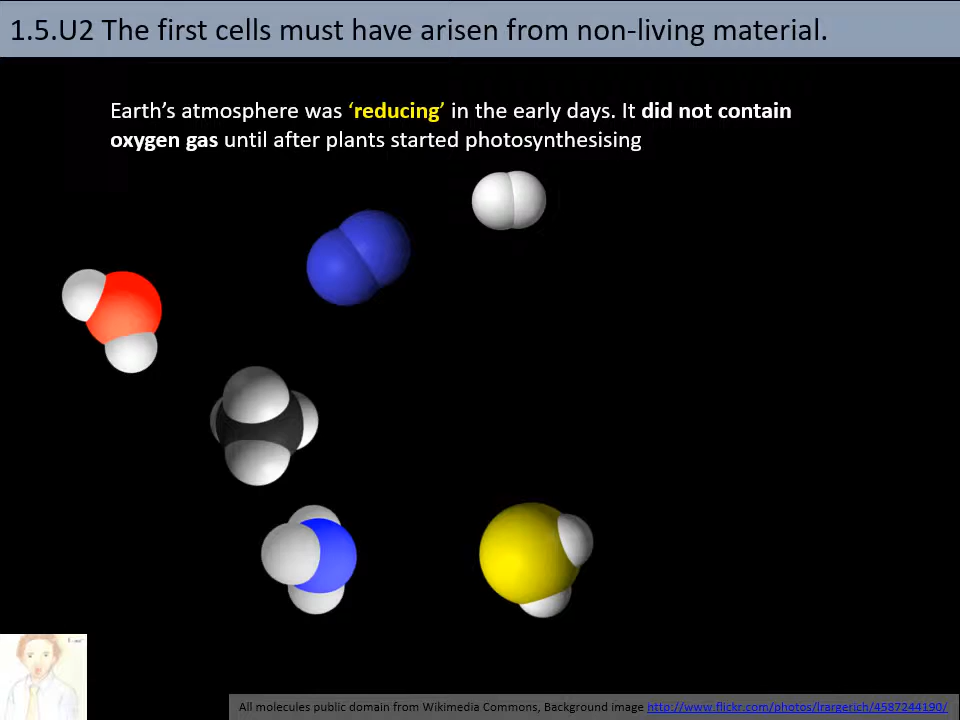 1.5.U2 The first cells must have arisen from non-living material.
Earth's atmosphere was 'reducing' in the early days. It did not contain
oxygen gas until after plants started photosynthesising
All molecules public domain from Wikimedia Commons, Background image http://www.flickr.com/photos/lrargerich/4587244190/